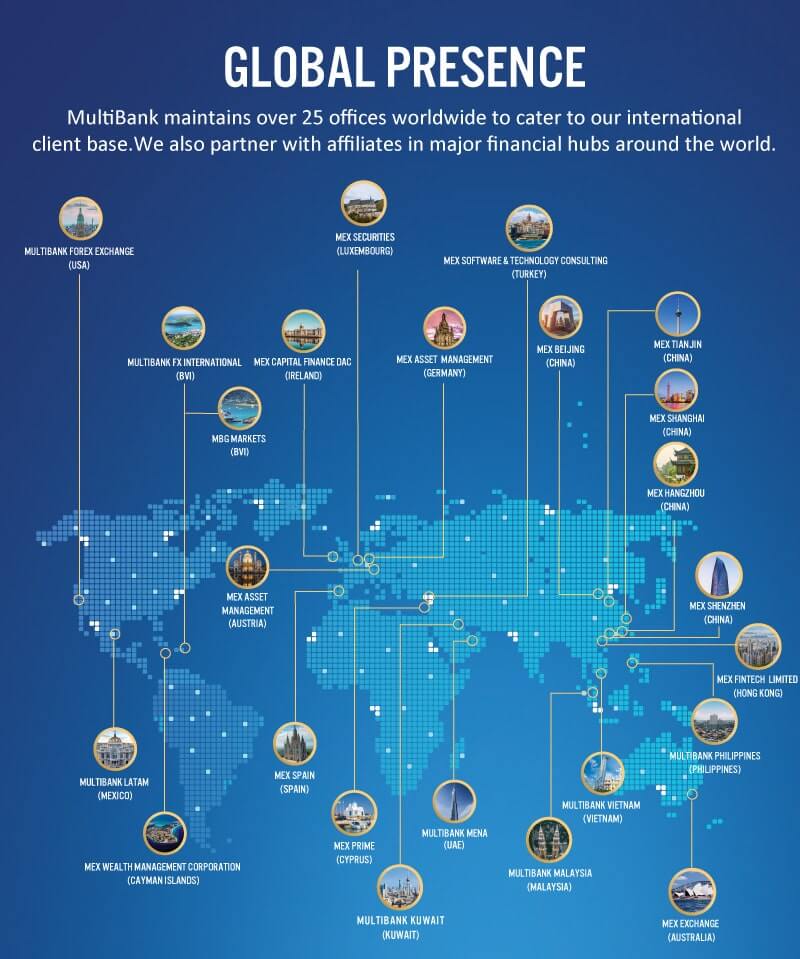 GLOBAL PRESENCE
MultiBank maintains over 25 offices worldwide to cater to our international
client base.We also partner with affiliates in major financial hubs around the world.
MULTIBANK FOREX EXCHANGE
(USA)
MEX SECURITIES
(LUXEMBOURG)
MEX SOFTWARE & TECHNOLOGY CONSULTING
(TURKEY)
MULTIBANK FX INTERNATIONAL
(BVI)
MEX CAPITAL FINANCE DAC
(IRELAND)
MEX ASSET MANAGEMENT
(GERMANY)
MEX BEIJING
(CHINA)
MEX TIANJIN
(CHINA)
MBG MARKETS
(BVI)
MEX SHANGHAI
(CHINA)
MEX HANGZHOU
(CHINA)
MEX ASSET
MANAGEMENT
(AUSTRIA)
MEX SHENZHEN
(CHINA)
MEX FINTECH LIMITED
(HONG KONG)
MULTIBANK LATAM
(MEXICO)
MEX SPAIN
(SPAIN)
MULTIBANK PHILIPPINES
(PHILIPPINES)
MULTIBANK VIETNAM
(VIETNAM)
MEX PRIME
(CYPRUS)
MULTIBANK MENA
(UAE)
MEX WEALTH MANAGEMENT CORPORATION
(CAYMAN ISLANDS)
MULTIBANK MALAYSIA
(MALAYSIA)
MULTIBANK KUWAIT
(KUWAIT)
MEX EXCHANGE
(AUSTRALIA)